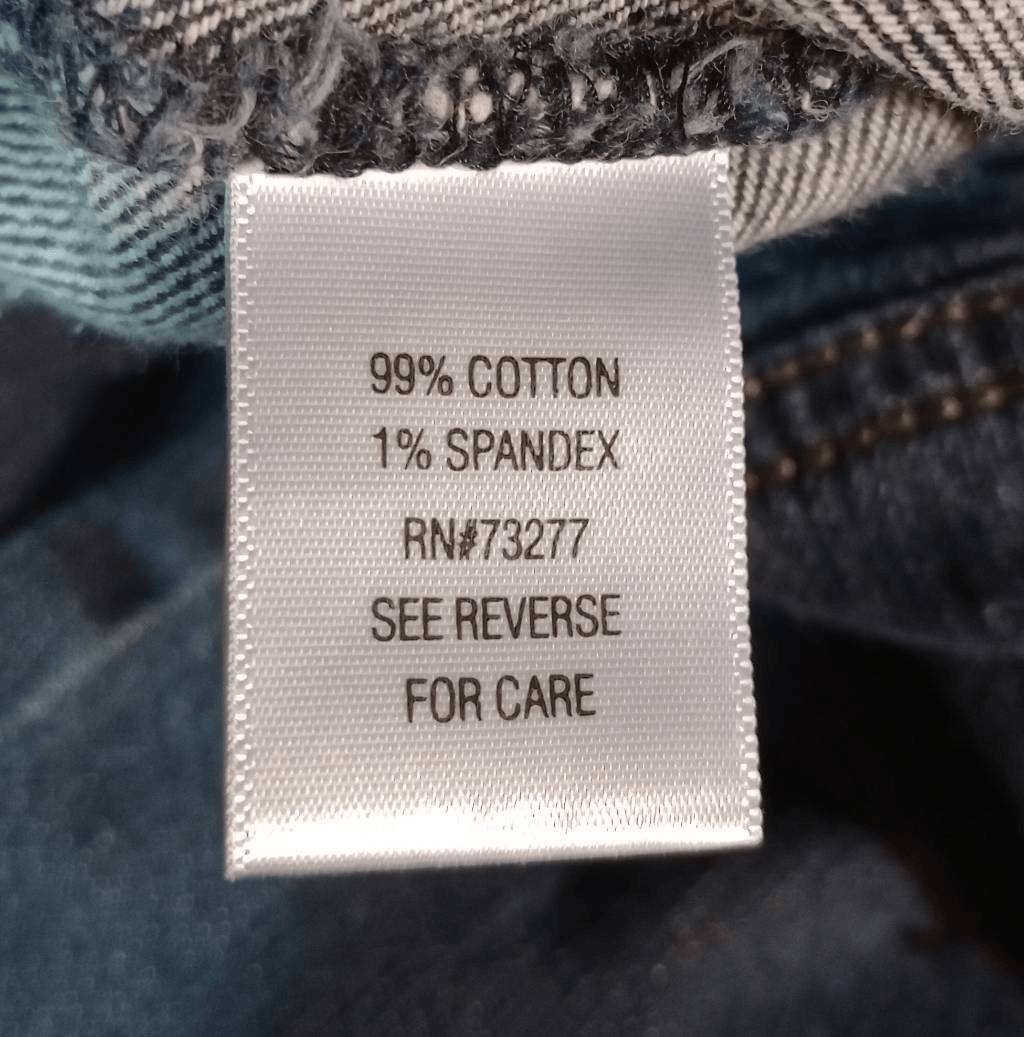 99% COTTON
1% SPANDEX
RN#73277
SEE REVERSE
FOR CARE